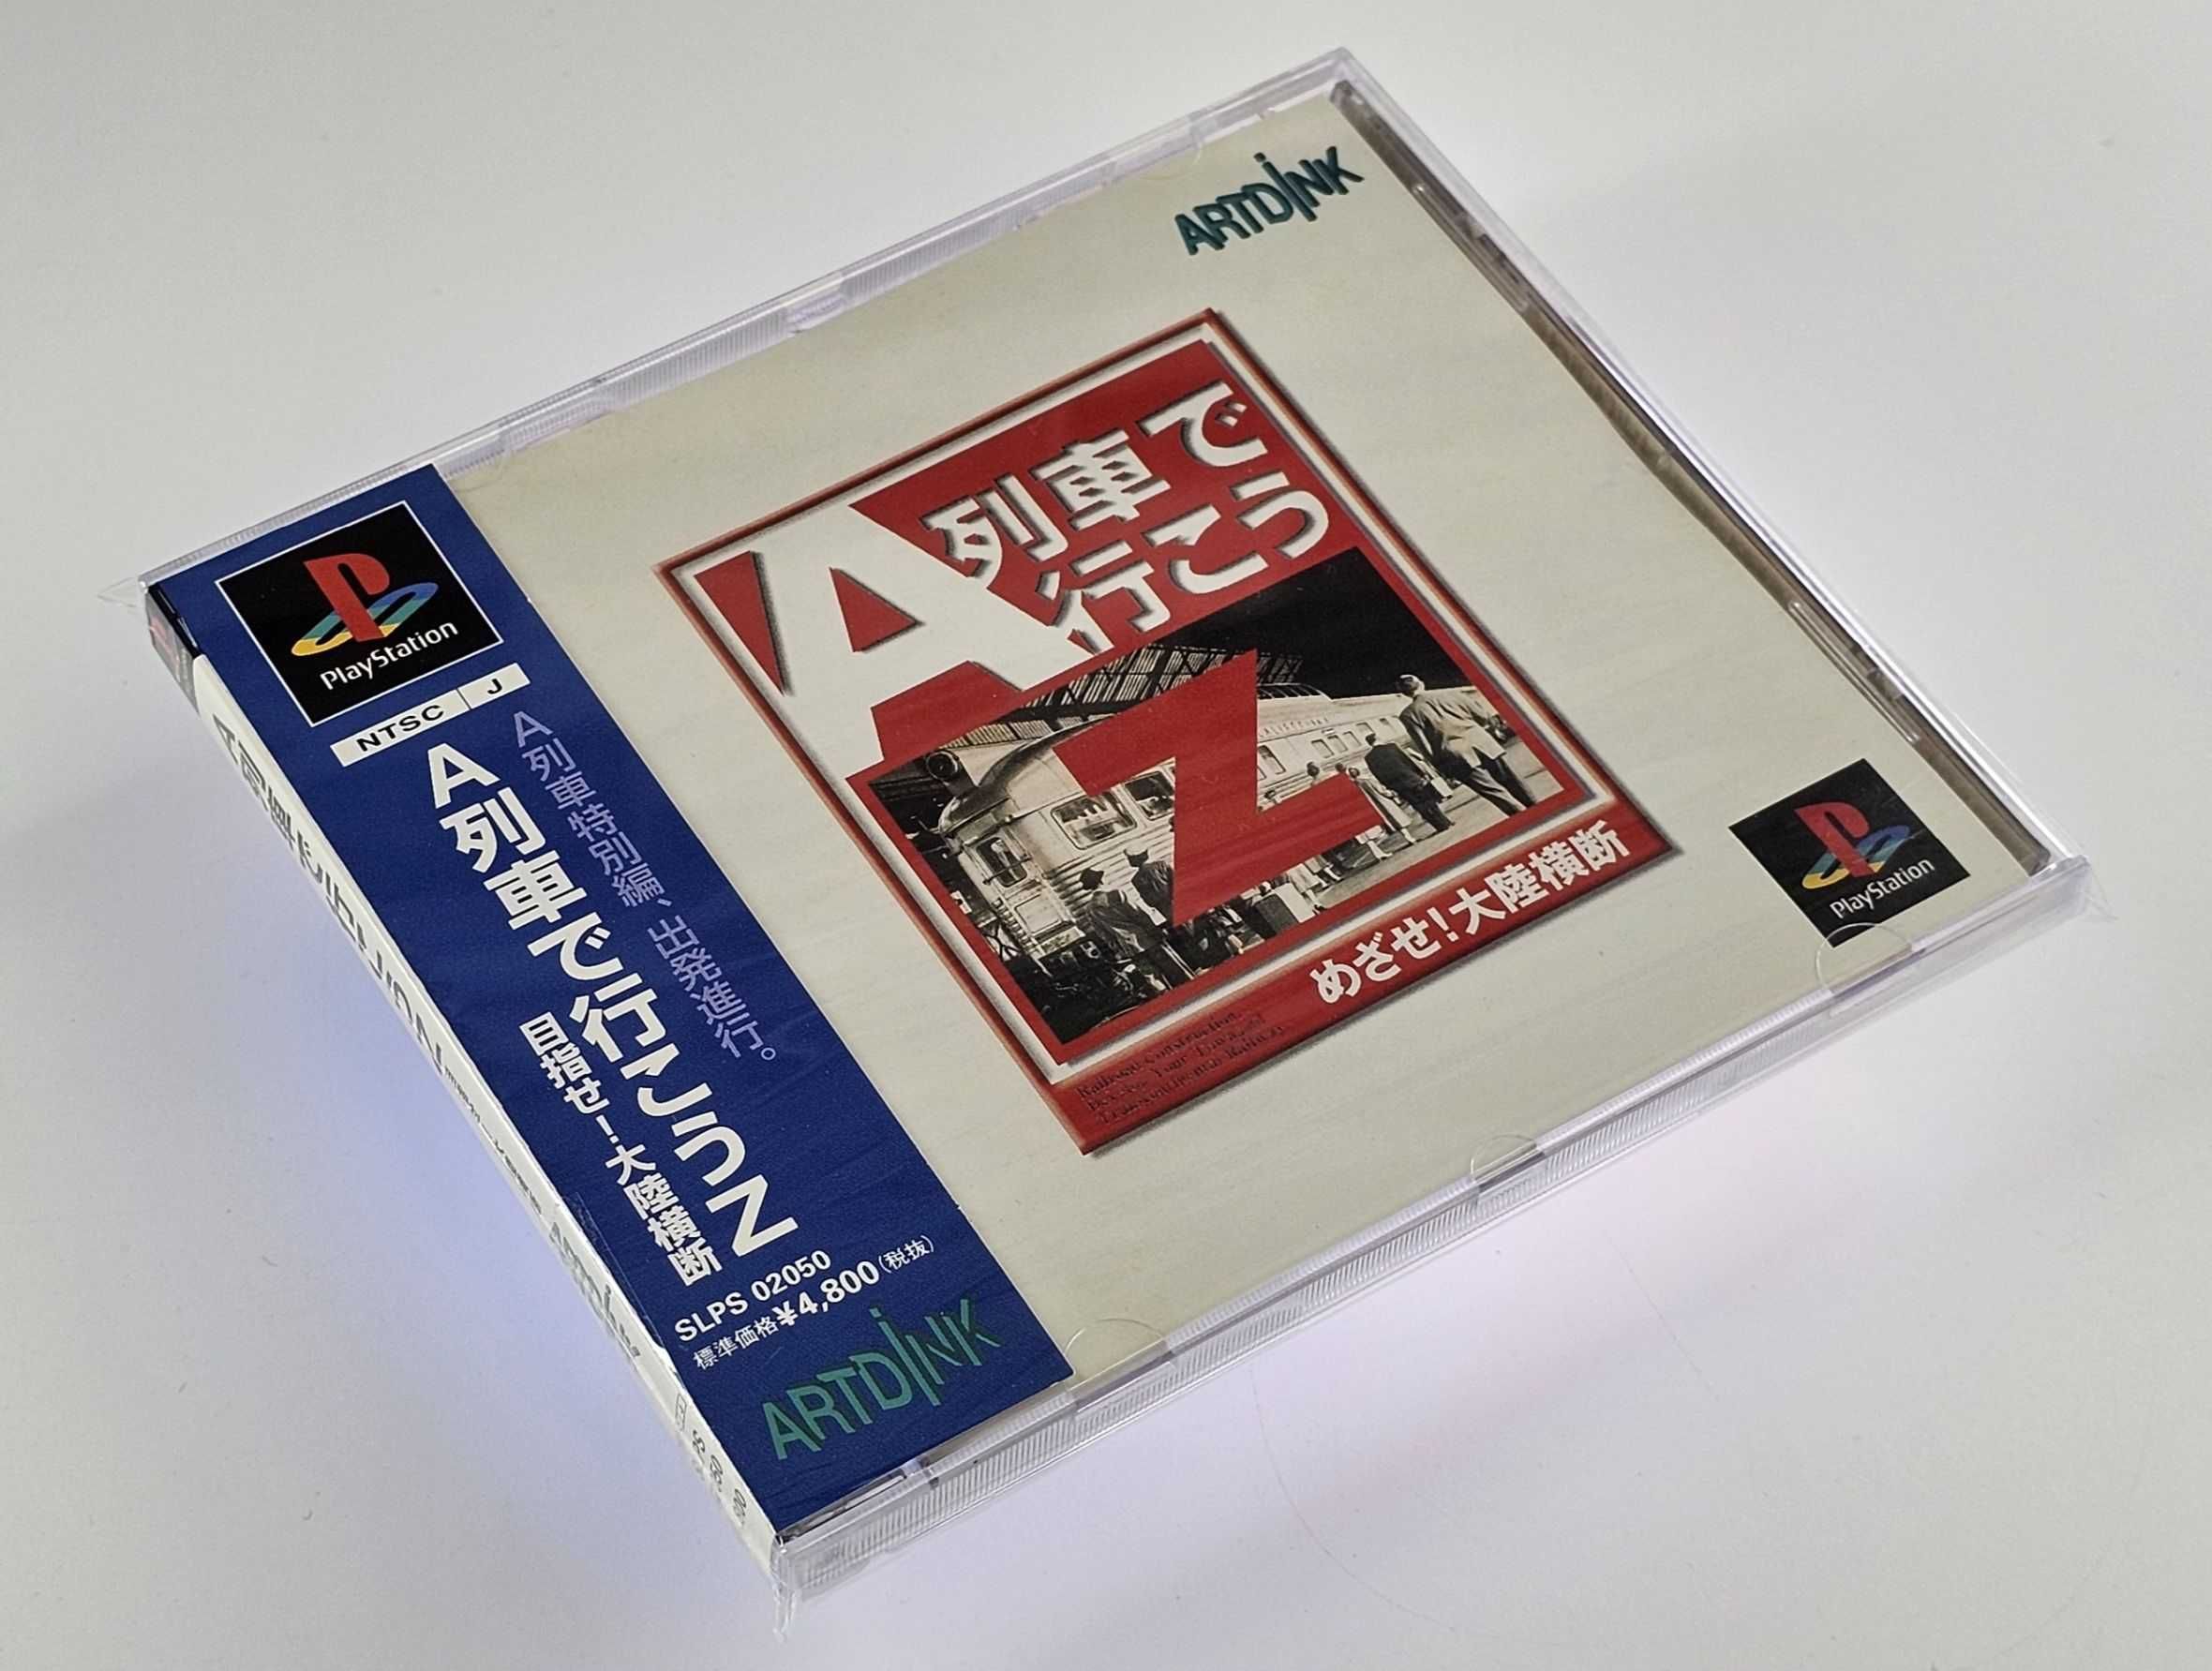 ARTDINK
A列車で
行こう
Z
CALIFORNIA
めざせ！大陸横断
PlayStation
PlayStation
NTSC J
A列車特別編、出発進行。
A列車で行こうZ
目指せ！大陸横断
SLPS 02050
標準価格¥4,800(税抜)
ARTDINK